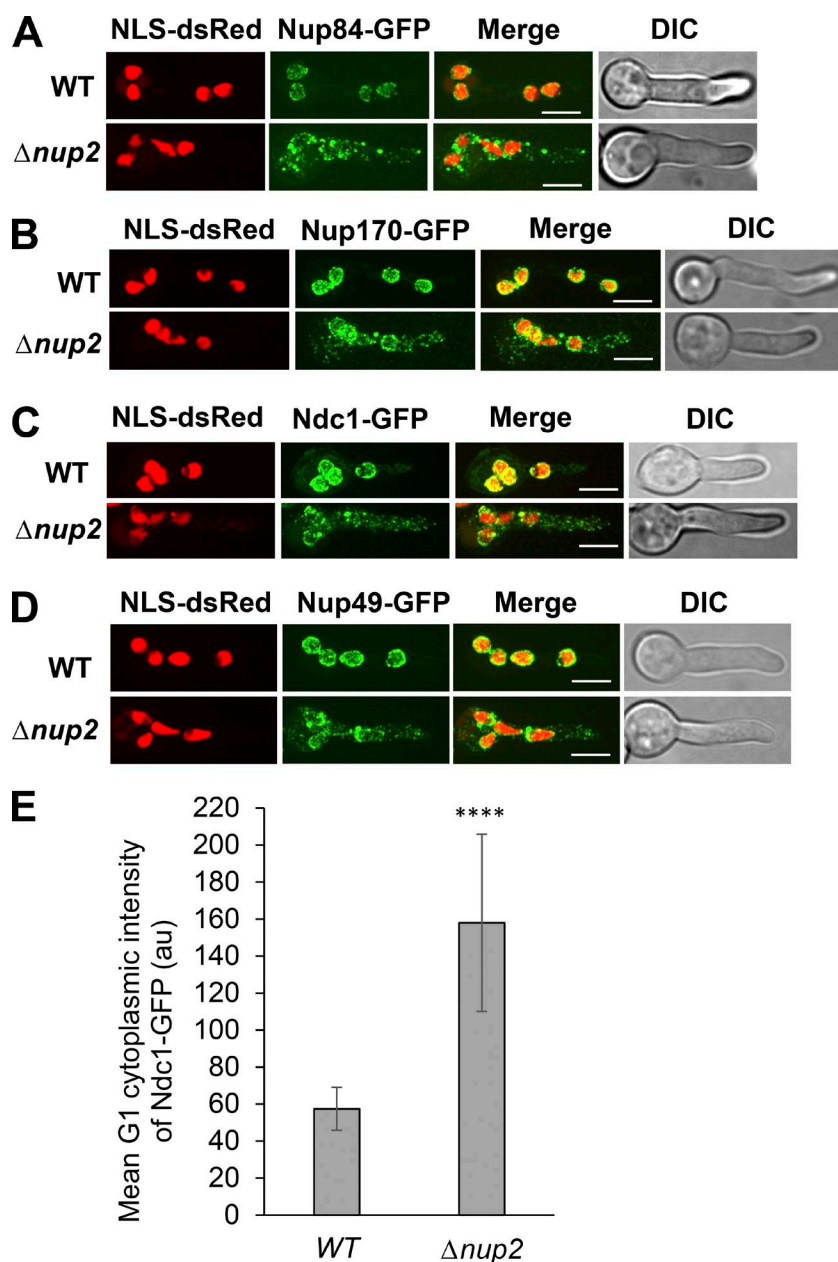 A
NLS-dsRed Nup84-GFP Merge DIC
WT
Δnup2
B
NLS-dsRed Nup170-GFP Merge DIC
WT
Δnup2
C
NLS-dsRed Ndc1-GFP Merge DIC
WT
Δnup2
D
NLS-dsRed Nup49-GFP Merge DIC
WT
Δnup2
E
Mean G1 cytoplasmic intensity
of Ndc1-GFP (au)
220
200
180
160
140
120
100
80
60
40
20
0
****
WT Δnup2